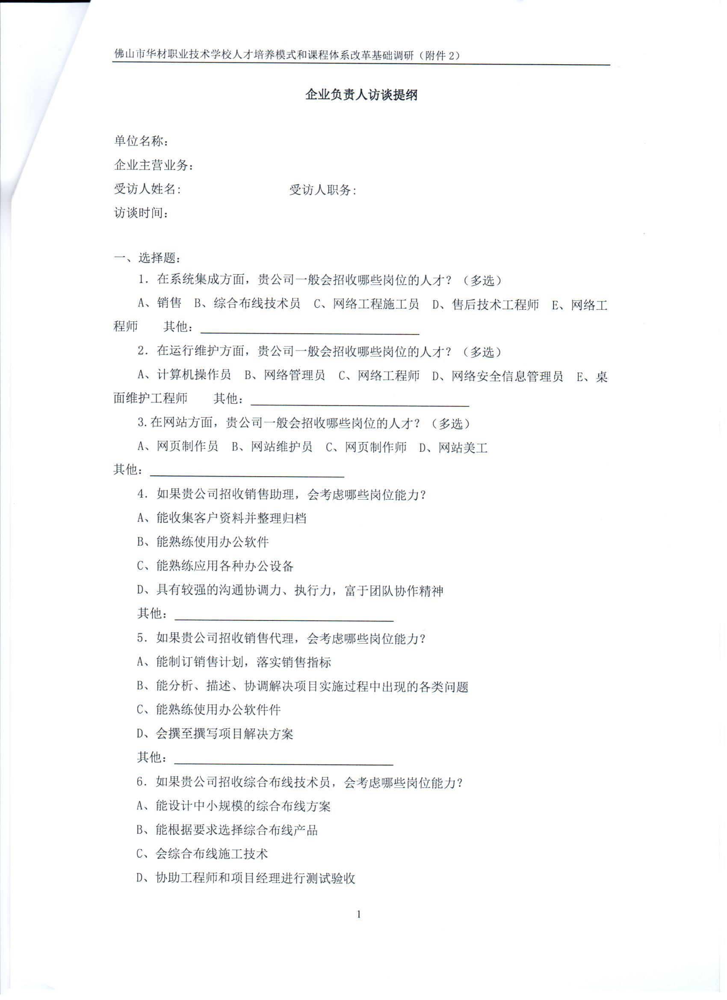 佛山市华材职业技术学校人才培养模式和课程体系改革基础调研（附件2）
企业负责人访谈提纲
单位名称：
企业主营业务：
受访人姓名： 受访人职务：
访谈时间：
一、选择题：
1. 在系统集成方面，贵公司一般会招收哪些岗位的人才？（多选）
A、销售 B、综合布线技术员 C、网络工程施工员 D、售后技术工程师 E、网络工
程师 其他：
2. 在运行维护方面，贵公司一般会招收哪些岗位的人才？（多选）
A、计算机操作员 B、网络管理员 C、网络工程师 D、网络安全信息管理员 E、桌
面维护工程师 其他：
3.在网站方面，贵公司一般会招收哪些岗位的人才？（多选）
A、网页制作员 B、网站维护员 C、网页制作师 D、网站美工
其他：
4. 如果贵公司招收销售助理，会考虑哪些岗位能力？
A、能收集客户资料并整理归档
B、能熟练使用办公软件
C、能熟练应用各种办公设备
D、具有较强的沟通协调力、执行力，富于团队协作精神
其他：
5. 如果贵公司招收销售代理，会考虑哪些岗位能力？
A、能制订销售计划，落实销售指标
B、能分析、描述、协调解决项目实施过程中出现的各类问题
C、能熟练使用办公软件件
D、会撰至撰写项目解决方案
其他：
6. 如果贵公司招收综合布线技术员，会考虑哪些岗位能力？
A、能设计中小规模的综合布线方案
B、能根据要求选择综合布线产品
C、会综合布线施工技术
D、协助工程师和项目经理进行测试验收
1